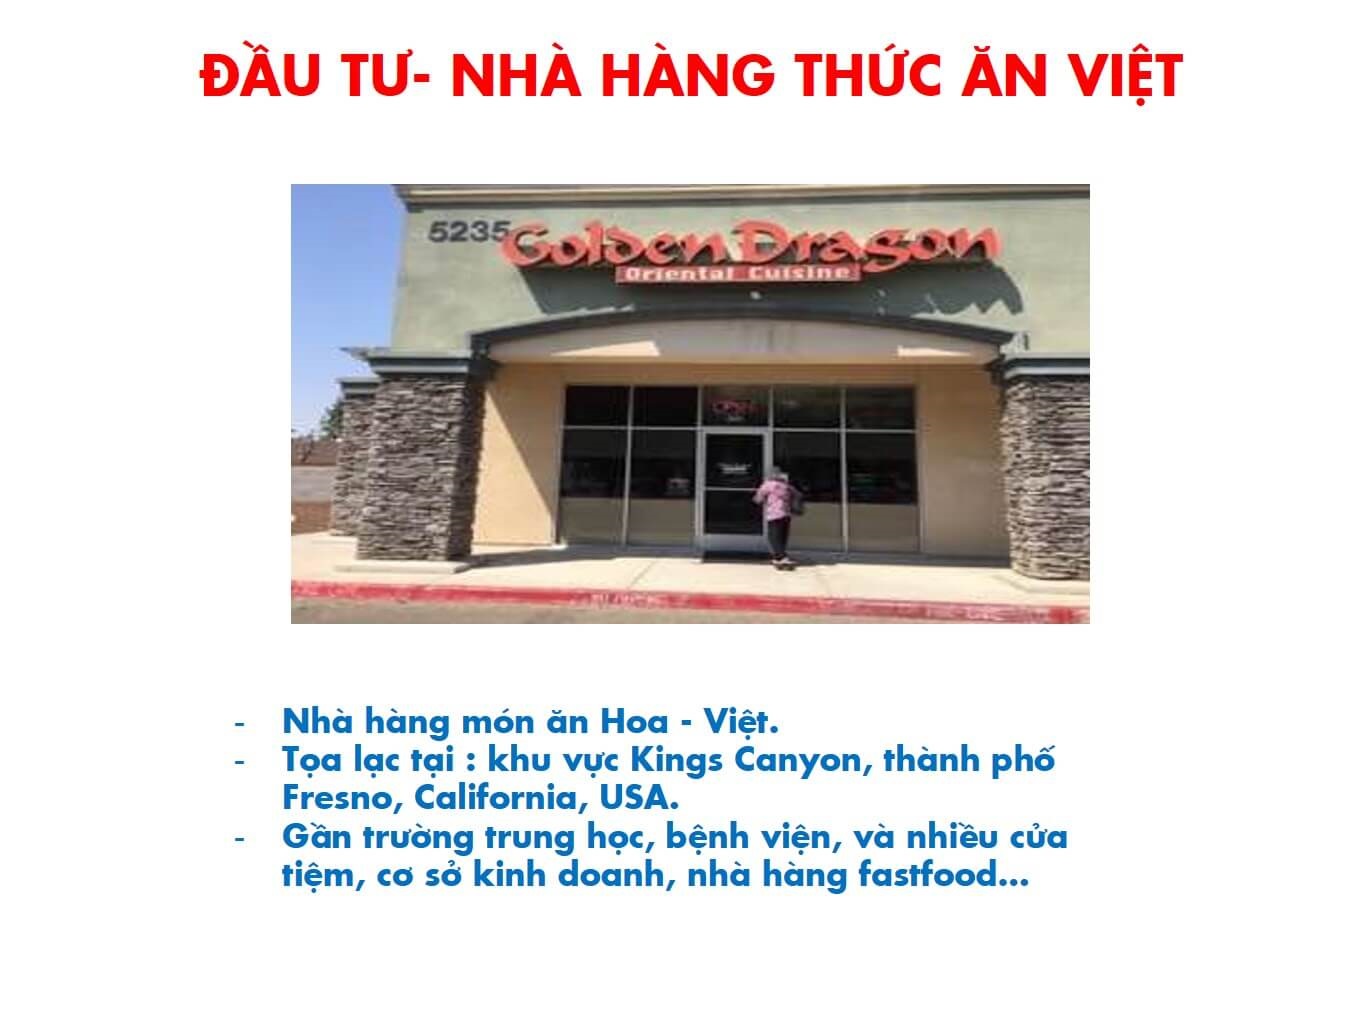 ĐẦU TƯ- NHÀ HÀNG THỨC ĂN VIỆT
5235 Golden Dragon
Oriental Cuisine
- Nhà hàng món ăn Hoa - Việt.
- Tọa lạc tại : khu vực Kings Canyon, thành phố
Fresno, California, USA.
- Gần trường trung học, bệnh viện, và nhiều cửa
tiệm, cơ sở kinh doanh, nhà hàng fastfood...